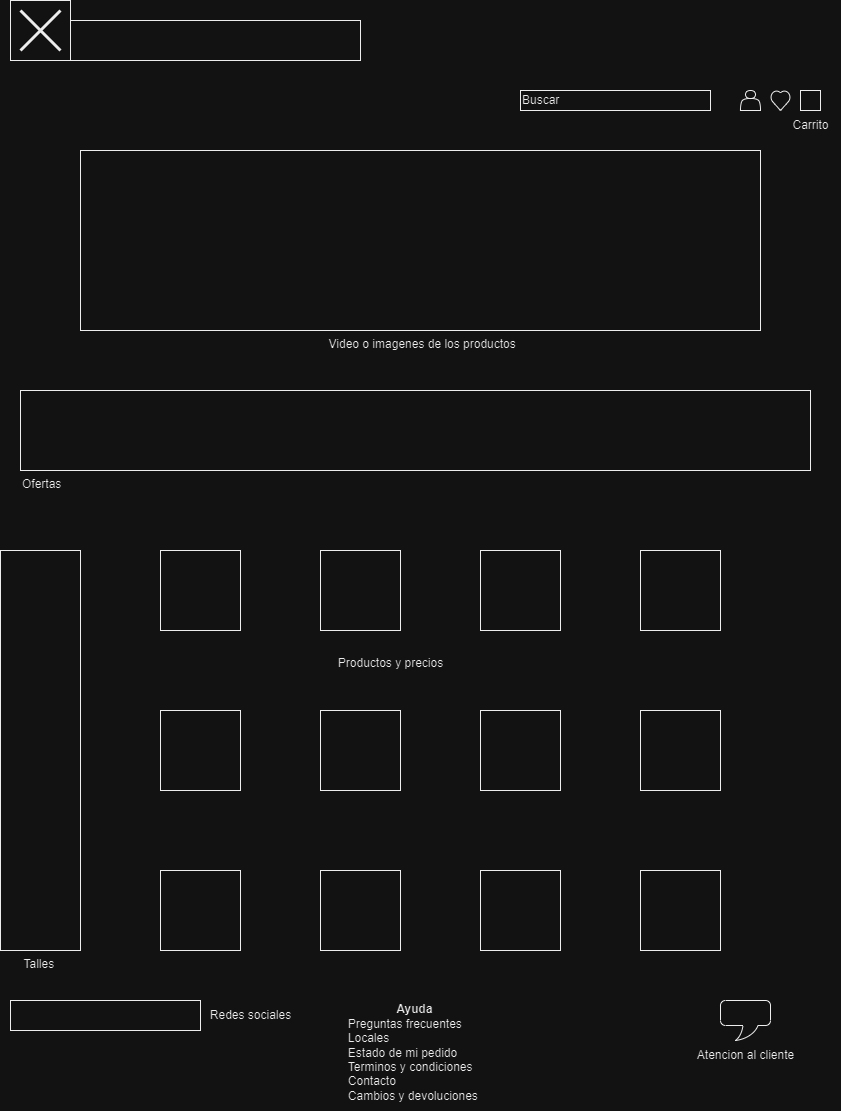 Buscar
Carrito
Video o imagenes de los productos
Ofertas
Productos y precios
Talles
Redes sociales
Ayuda
Preguntas frecuentes
Locales
Estado de mi pedido
Terminos y condiciones
Contacto
Cambios y devoluciones
Atencion al cliente